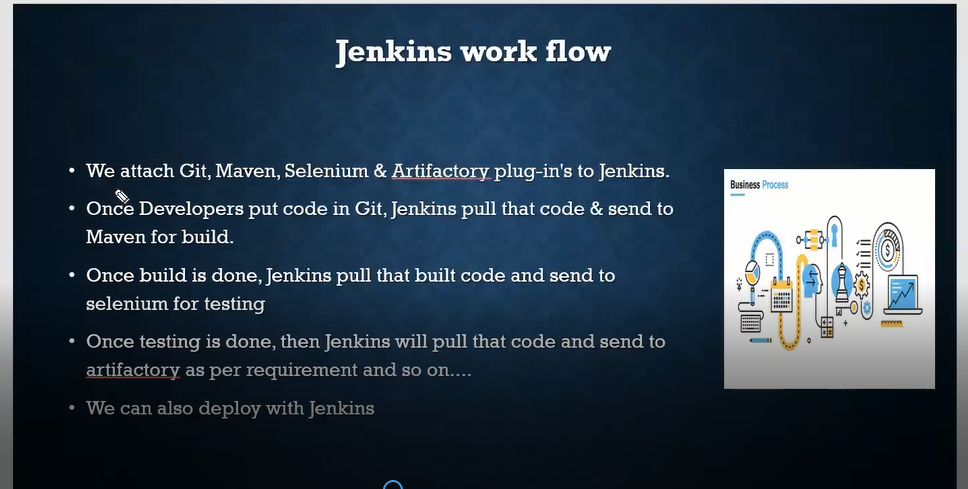 Jenkins work flow
• We attach Git, Maven, Selenium & Artifactory plug-in's to Jenkins.
• Once Developers put code in Git, Jenkins pull that code & send to
Maven for build.
• Once build is done, Jenkins pull that built code and send to
selenium for testing
• Once testing is done, then Jenkins will pull that code and send to
artifactory as per requirement and so on....
• We can also deploy with Jenkins
Business Process